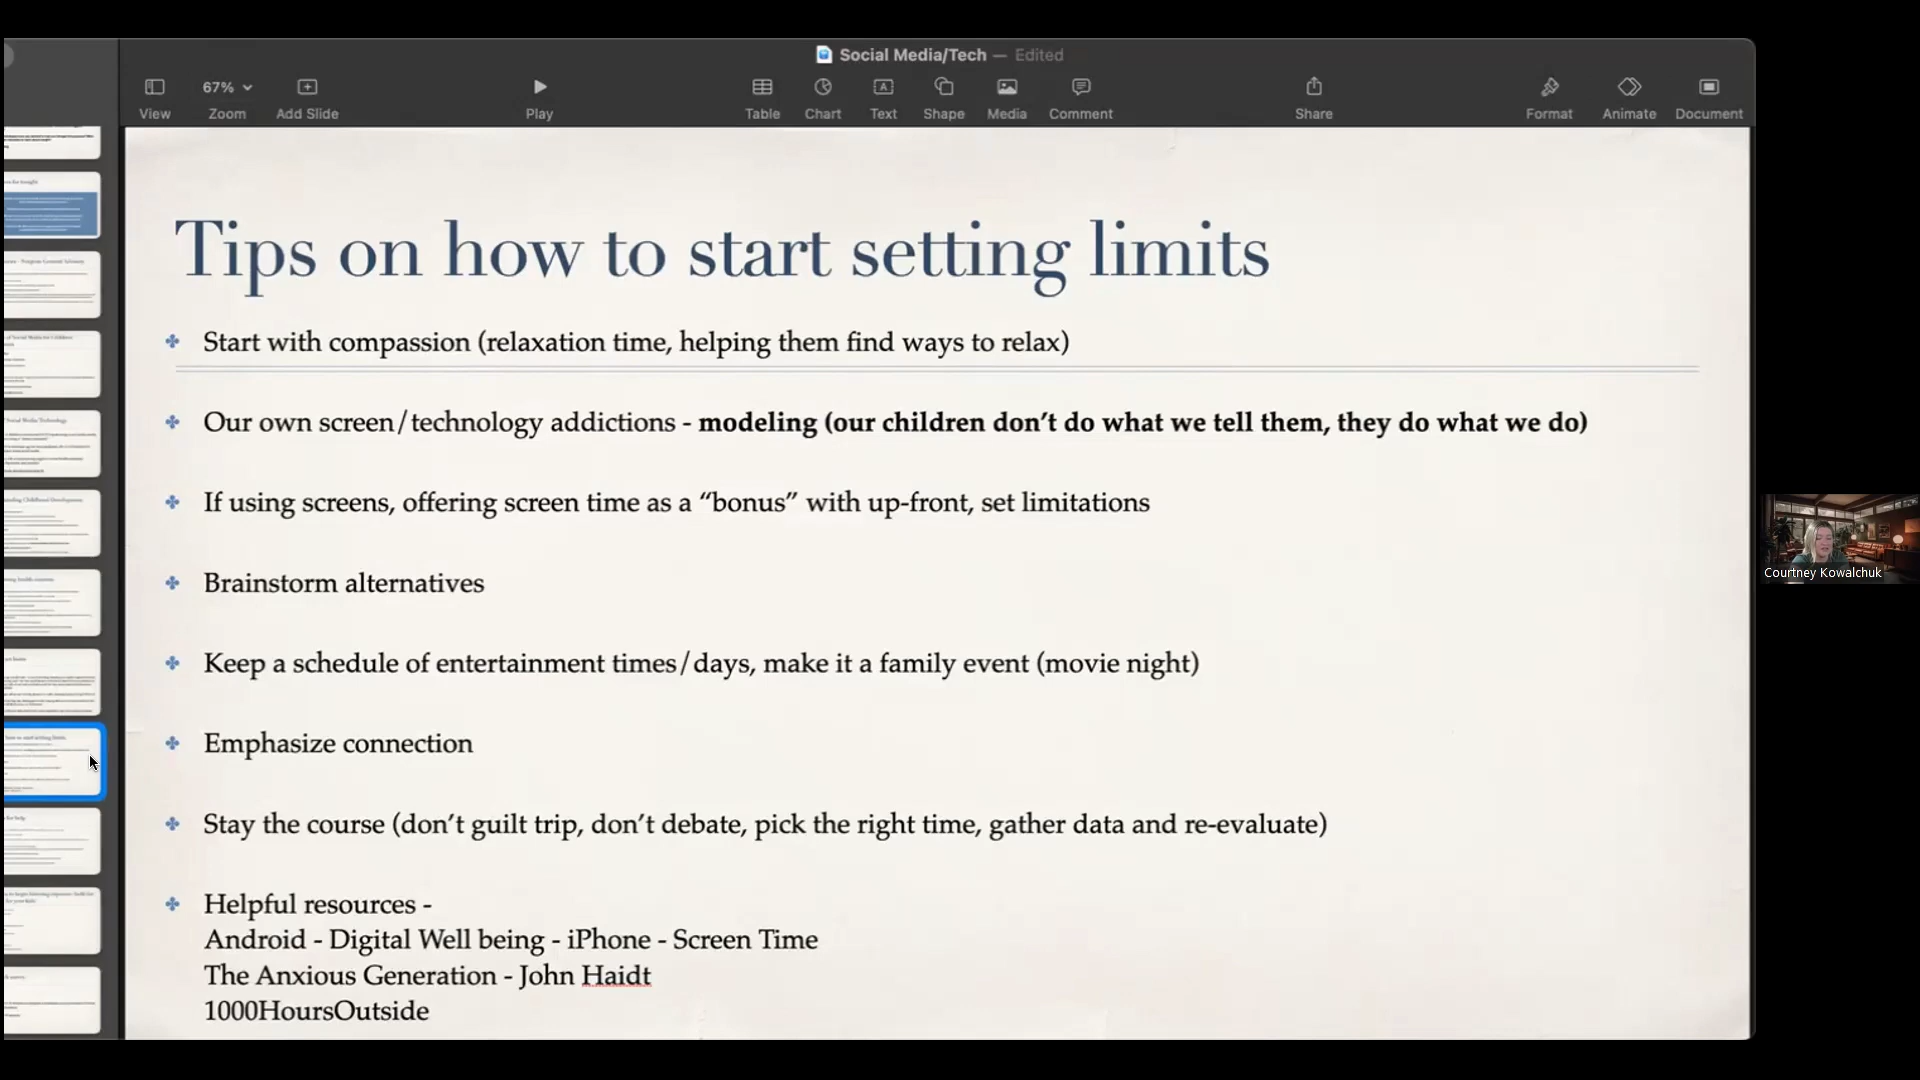 Social Media/Tech — Edited
View
67%
Zoom
Add Slide
Play
Table
Chart
Text
Shape
Media
Comment
Share
Format
Animate
Document
Tips on how to start setting limits
Start with compassion (relaxation time, helping them find ways to relax)
Our own screen/technology addictions - modeling (our children don’t do what we tell them, they do what we do)
If using screens, offering screen time as a “bonus” with up-front, set limitations
Brainstorm alternatives
Keep a schedule of entertainment times/days, make it a family event (movie night)
Emphasize connection
Stay the course (don’t guilt trip, don’t debate, pick the right time, gather data and re-evaluate)
Helpful resources -
Android - Digital Well being - iPhone - Screen Time
The Anxious Generation - John Haidt
1000HoursOutside
Courtney Kowalchuk